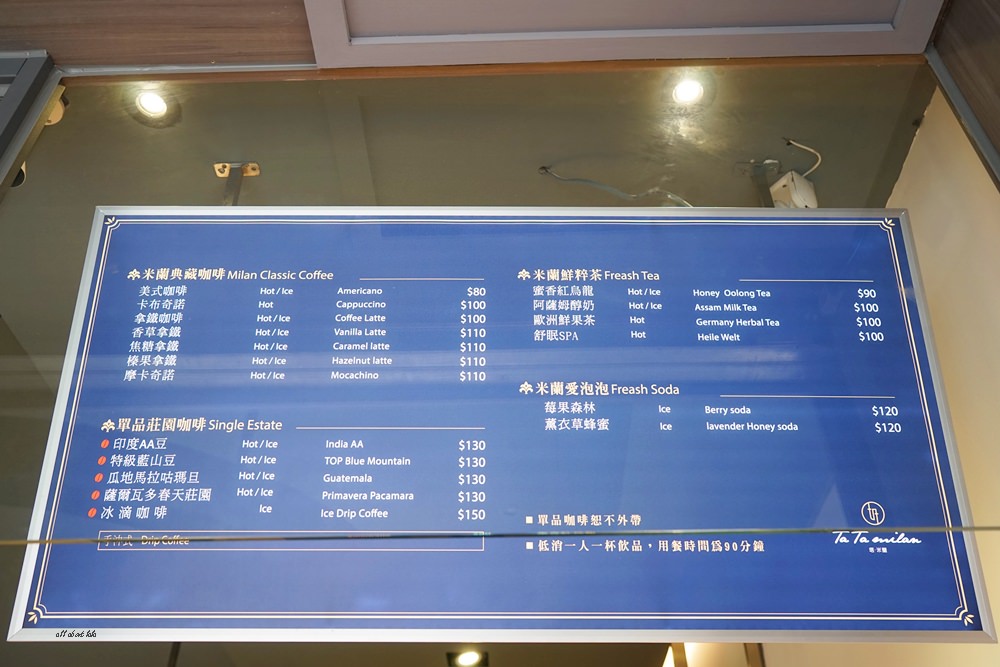 米蘭典藏咖啡 Milan Classic Coffee
美式咖啡 Hot / Ice Americano $80
卡布奇諾 Hot Cappuccino $100
拿鐵咖啡 Hot / Ice Coffee Latte $100
香草拿鐵 Hot / Ice Vanilla Latte $110
焦糖拿鐵 Hot / Ice Caramel latte $110
榛果拿鐵 Hot / Ice Hazelnut latte $110
摩卡奇諾 Hot / Ice Mocachino $110
單品莊園咖啡 Single Estate
印度AA豆 Hot / Ice India AA $130
特級藍山豆 Hot / Ice TOP Blue Mountain $130
瓜地馬拉咕瑪旦 Hot / Ice Guatemala $130
薩爾瓦多春天莊園 Hot / Ice Primavera Pacamara $130
冰滴咖啡 Ice Ice Drip Coffee $150
手沖式 Drip Coffee
米蘭鮮粹茶 Freash Tea
蜜香紅烏龍 Hot / Ice Honey Oolong Tea $90
阿薩姆醇奶 Hot / Ice Assam Milk Tea $100
歐洲鮮果茶 Hot Germany Herbal Tea $100
舒眠SPA Hot Heile Welt $100
米蘭愛泡泡 Freash Soda
莓果森林 Ice Berry soda $120
薰衣草蜂蜜 Ice lavender Honey soda $120
單品咖啡恕不外帶
低消一人一杯飲品，用餐時間為90分鐘
Ta Ta milan
塔·米蘭
all about kiki